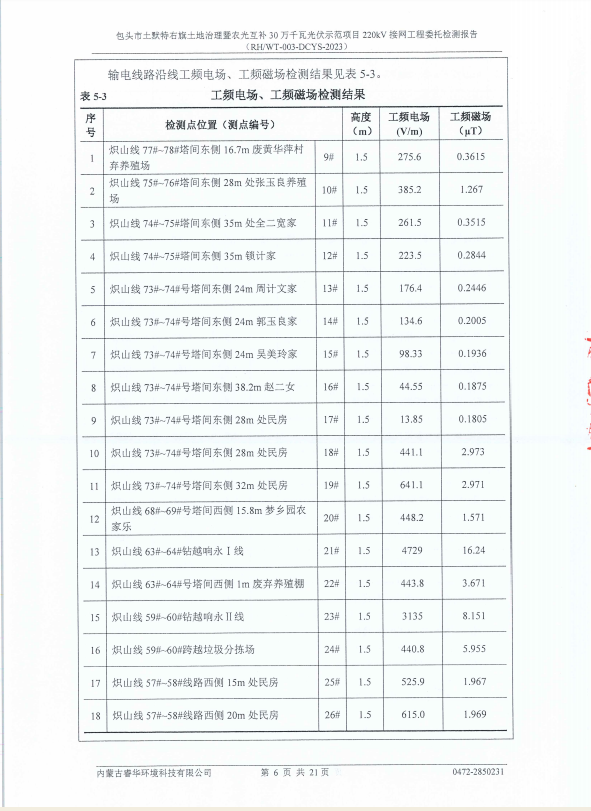 包头市土默特右旗土地治理暨农光互补 30 万千瓦光伏示范项目 220kV 接网工程委托检测报告
（RH/WT-003-DCYS-2023）
输电线路沿线工频电场、工频磁场检测结果见表 5-3。
表 5-3 工频电场、工频磁场检测结果
序号 检测点位置（测点编号） 高度（m） 工频电场(V/m) 工频磁场(μT)
1 炽山线 77#~78#塔间东侧 16.7m 废黄华萍村弃养殖场 9# 1.5 275.6 0.3615
2 炽山线 75#~76#塔间东侧 28m 处张玉良养殖场 10# 1.5 385.2 1.267
3 炽山线 74#~75#塔间东侧 35m 处全二宽家 11# 1.5 261.5 0.3515
4 炽山线 74#~75#塔间东侧 35m 锁计家 12# 1.5 223.5 0.2844
5 炽山线 73#~74#号塔间东侧 24m 周计文家 13# 1.5 176.4 0.2446
6 炽山线 73#~74#号塔间东侧 24m 郭玉良家 14# 1.5 134.6 0.2005
7 炽山线 73#~74#号塔间东侧 24m 吴美玲家 15# 1.5 98.33 0.1936
8 炽山线 73#~74#号塔间东侧 38.2m 赵二女 16# 1.5 44.55 0.1875
9 炽山线 73#~74#号塔间东侧 28m 处民房 17# 1.5 13.85 0.1805
10 炽山线 73#~74#号塔间东侧 28m 处民房 18# 1.5 441.1 2.973
11 炽山线 73#~74#号塔间东侧 32m 处民房 19# 1.5 641.1 2.971
12 炽山线 68#~69#号塔间西侧 15.8m 梦乡园农家乐 20# 1.5 448.2 1.571
13 炽山线 63#~64#钻越响永Ⅰ线 21# 1.5 4729 16.24
14 炽山线 63#~64#号塔间西侧 1m 废弃养殖棚 22# 1.5 443.8 3.671
15 炽山线 59#~60#钻越响永Ⅱ线 23# 1.5 3135 8.151
16 炽山线 59#~60#跨越垃圾分拣场 24# 1.5 440.8 5.955
17 炽山线 57#~58#线路西侧 15m 处民房 25# 1.5 525.9 1.967
18 炽山线 57#~58#线路西侧 20m 处民房 26# 1.5 615.0 1.969
内蒙古睿华环境科技有限公司 第 6 页 共 21 页 0472-2850231